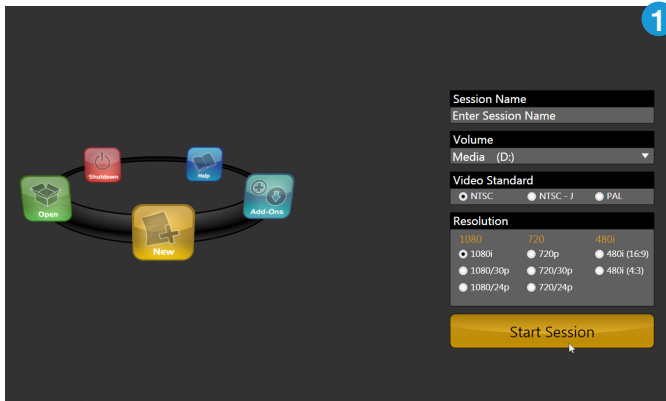 1
Session Name
Enter Session Name
Volume
Media (D:)
Video Standard
NTSC NTSC - J PAL
Resolution
1080 720 480i
1080i 720p 480i (16:9)
1080/30p 720/30p 480i (4:3)
1080/24p 720/24p
Start Session
Shutdown
Help
Open
Add-Ons
New